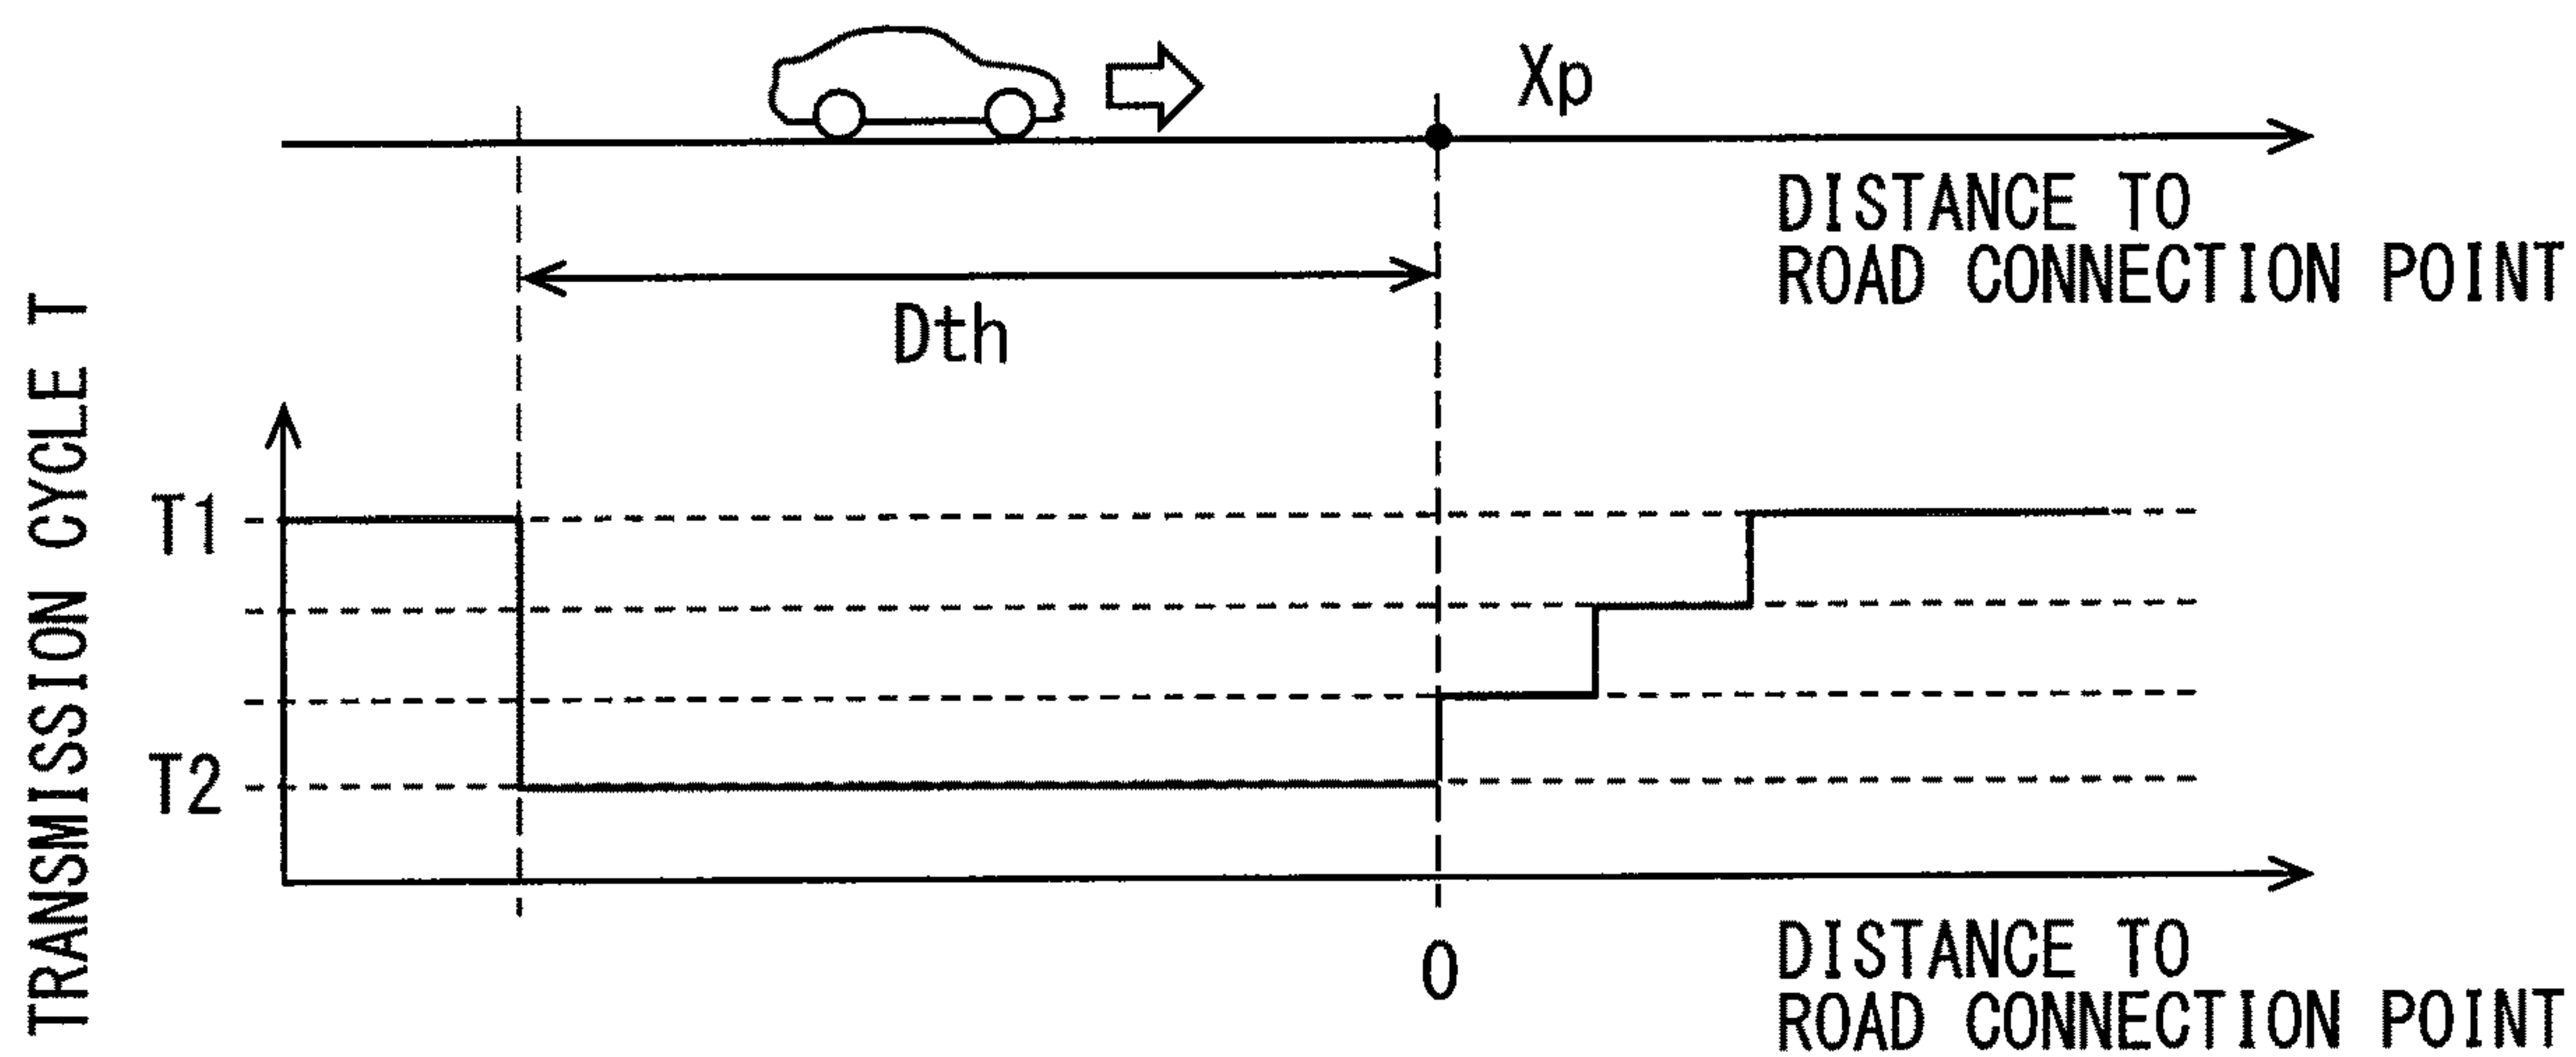 Xp
DISTANCE TO
ROAD CONNECTION POINT
Dth
TRANSMISSION CYCLE T
T1
T2
0
DISTANCE TO
ROAD CONNECTION POINT